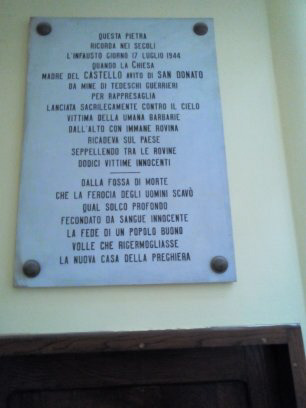 QUESTA PIETRA
RICORDA NEI SECOLI
L'INFAUSTO GIORNO 17 LUGLIO 1944
QUANDO LA CHIESA
MADRE DEL CASTELLO AVITO DI SAN DONATO
DA MINE DI TEDESCHI GUERRIERI
PER RAPPRESAGLIA
LANCIATA SACRILEGAMENTE CONTRO IL CIELO
VITTIMA DELLA UMANA BARBARIE
DALL'ALTO CON IMMANE ROVINA
RICADEVA SUL PAESE
SEPPELLENDO TRA LE ROVINE
DODICI VITTIME INNOCENTI
DALLA FOSSA DI MORTE
CHE LA FEROCIA DEGLI UOMINI SCAVÒ
QUAL SOLCO PROFONDO
FECONDATO DA SANGUE INNOCENTE
LA FEDE DI UN POPOLO BUONO
VOLLE CHE RIGERMOGLIASSE
LA NUOVA CASA DELLA PREGHIERA